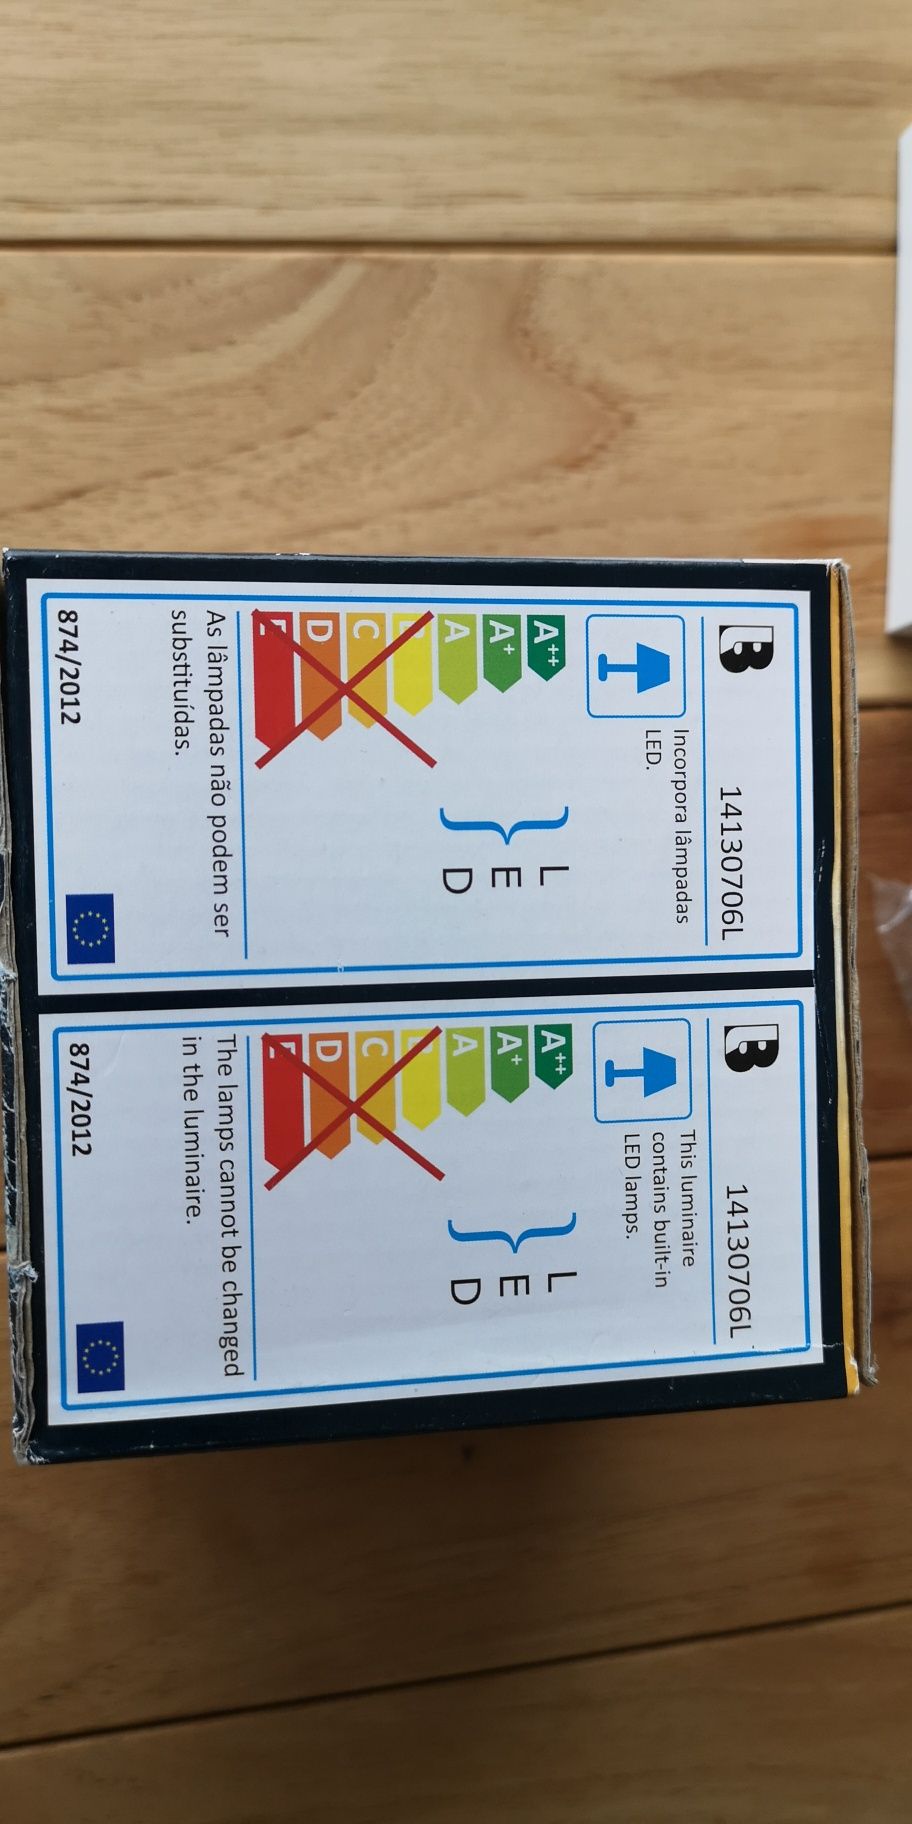 B
14130706L
Incorpora lâmpadas
LED.
A++
A+
A
C
D
L
E
D
As lâmpadas não podem ser
substituídas.
874/2012
B
14130706L
This luminaire
contains built-in
LED lamps.
A++
A+
A
C
D
L
E
D
The lamps cannot be changed
in the luminaire.
874/2012